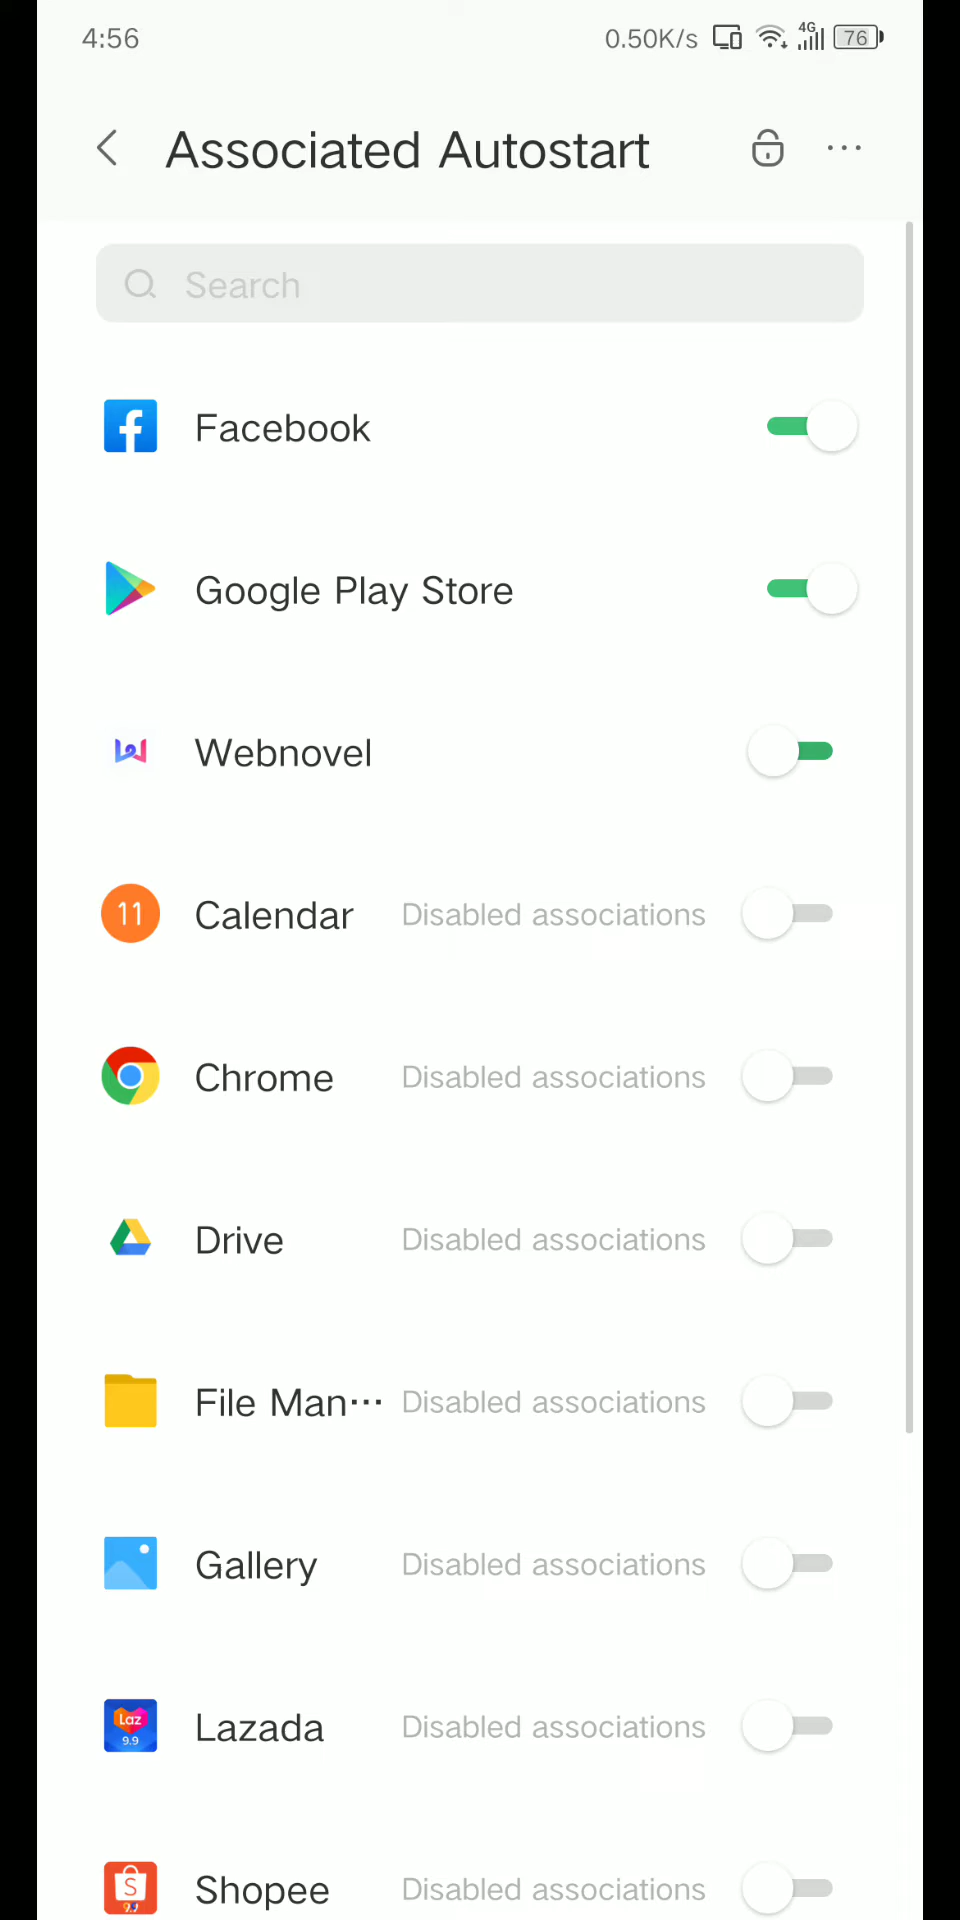 4:56 0.50K/s 4G 76
Associated Autostart
Search
Facebook
Google Play Store
Webnovel
11 Calendar Disabled associations
Chrome Disabled associations
Drive Disabled associations
File Man··· Disabled associations
Gallery Disabled associations
Laz
9.9
Lazada Disabled associations
S
9.9
Shopee Disabled associations